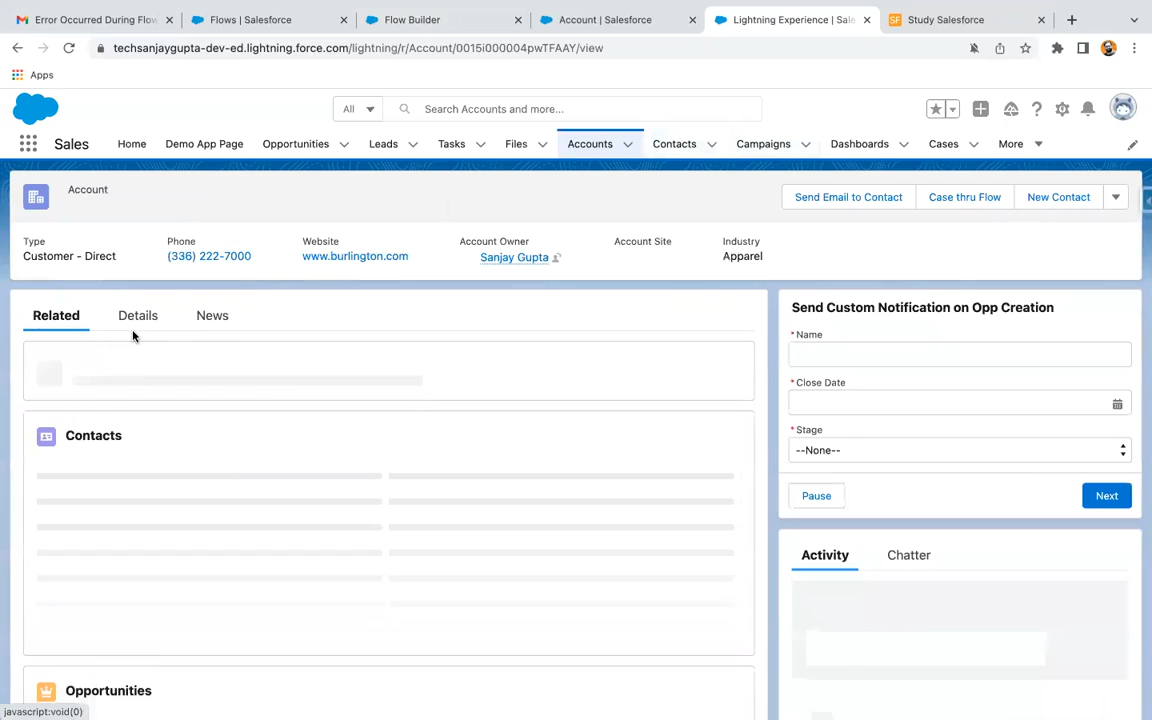 Error Occurred During Flow
Flows | Salesforce
Flow Builder
Account | Salesforce
Lightning Experience | Sale
SF
Study Salesforce
techsanjaygupta-dev-ed.lightning.force.com/lightning/r/Account/0015i000004pwTFAAY/view
Apps
All
Search Accounts and more...
Sales
Home
Demo App Page
Opportunities
Leads
Tasks
Files
Accounts
Contacts
Campaigns
Dashboards
Cases
More
Account
Send Email to Contact
Case thru Flow
New Contact
Type
Phone
Website
Account Owner
Account Site
Industry
Customer - Direct
(336) 222-7000
www.burlington.com
Sanjay Gupta
Apparel
Related
Details
News
Send Custom Notification on Opp Creation
* Name
* Close Date
* Stage
--None--
Pause
Next
Contacts
Activity
Chatter
Opportunities
javascript:void(0)